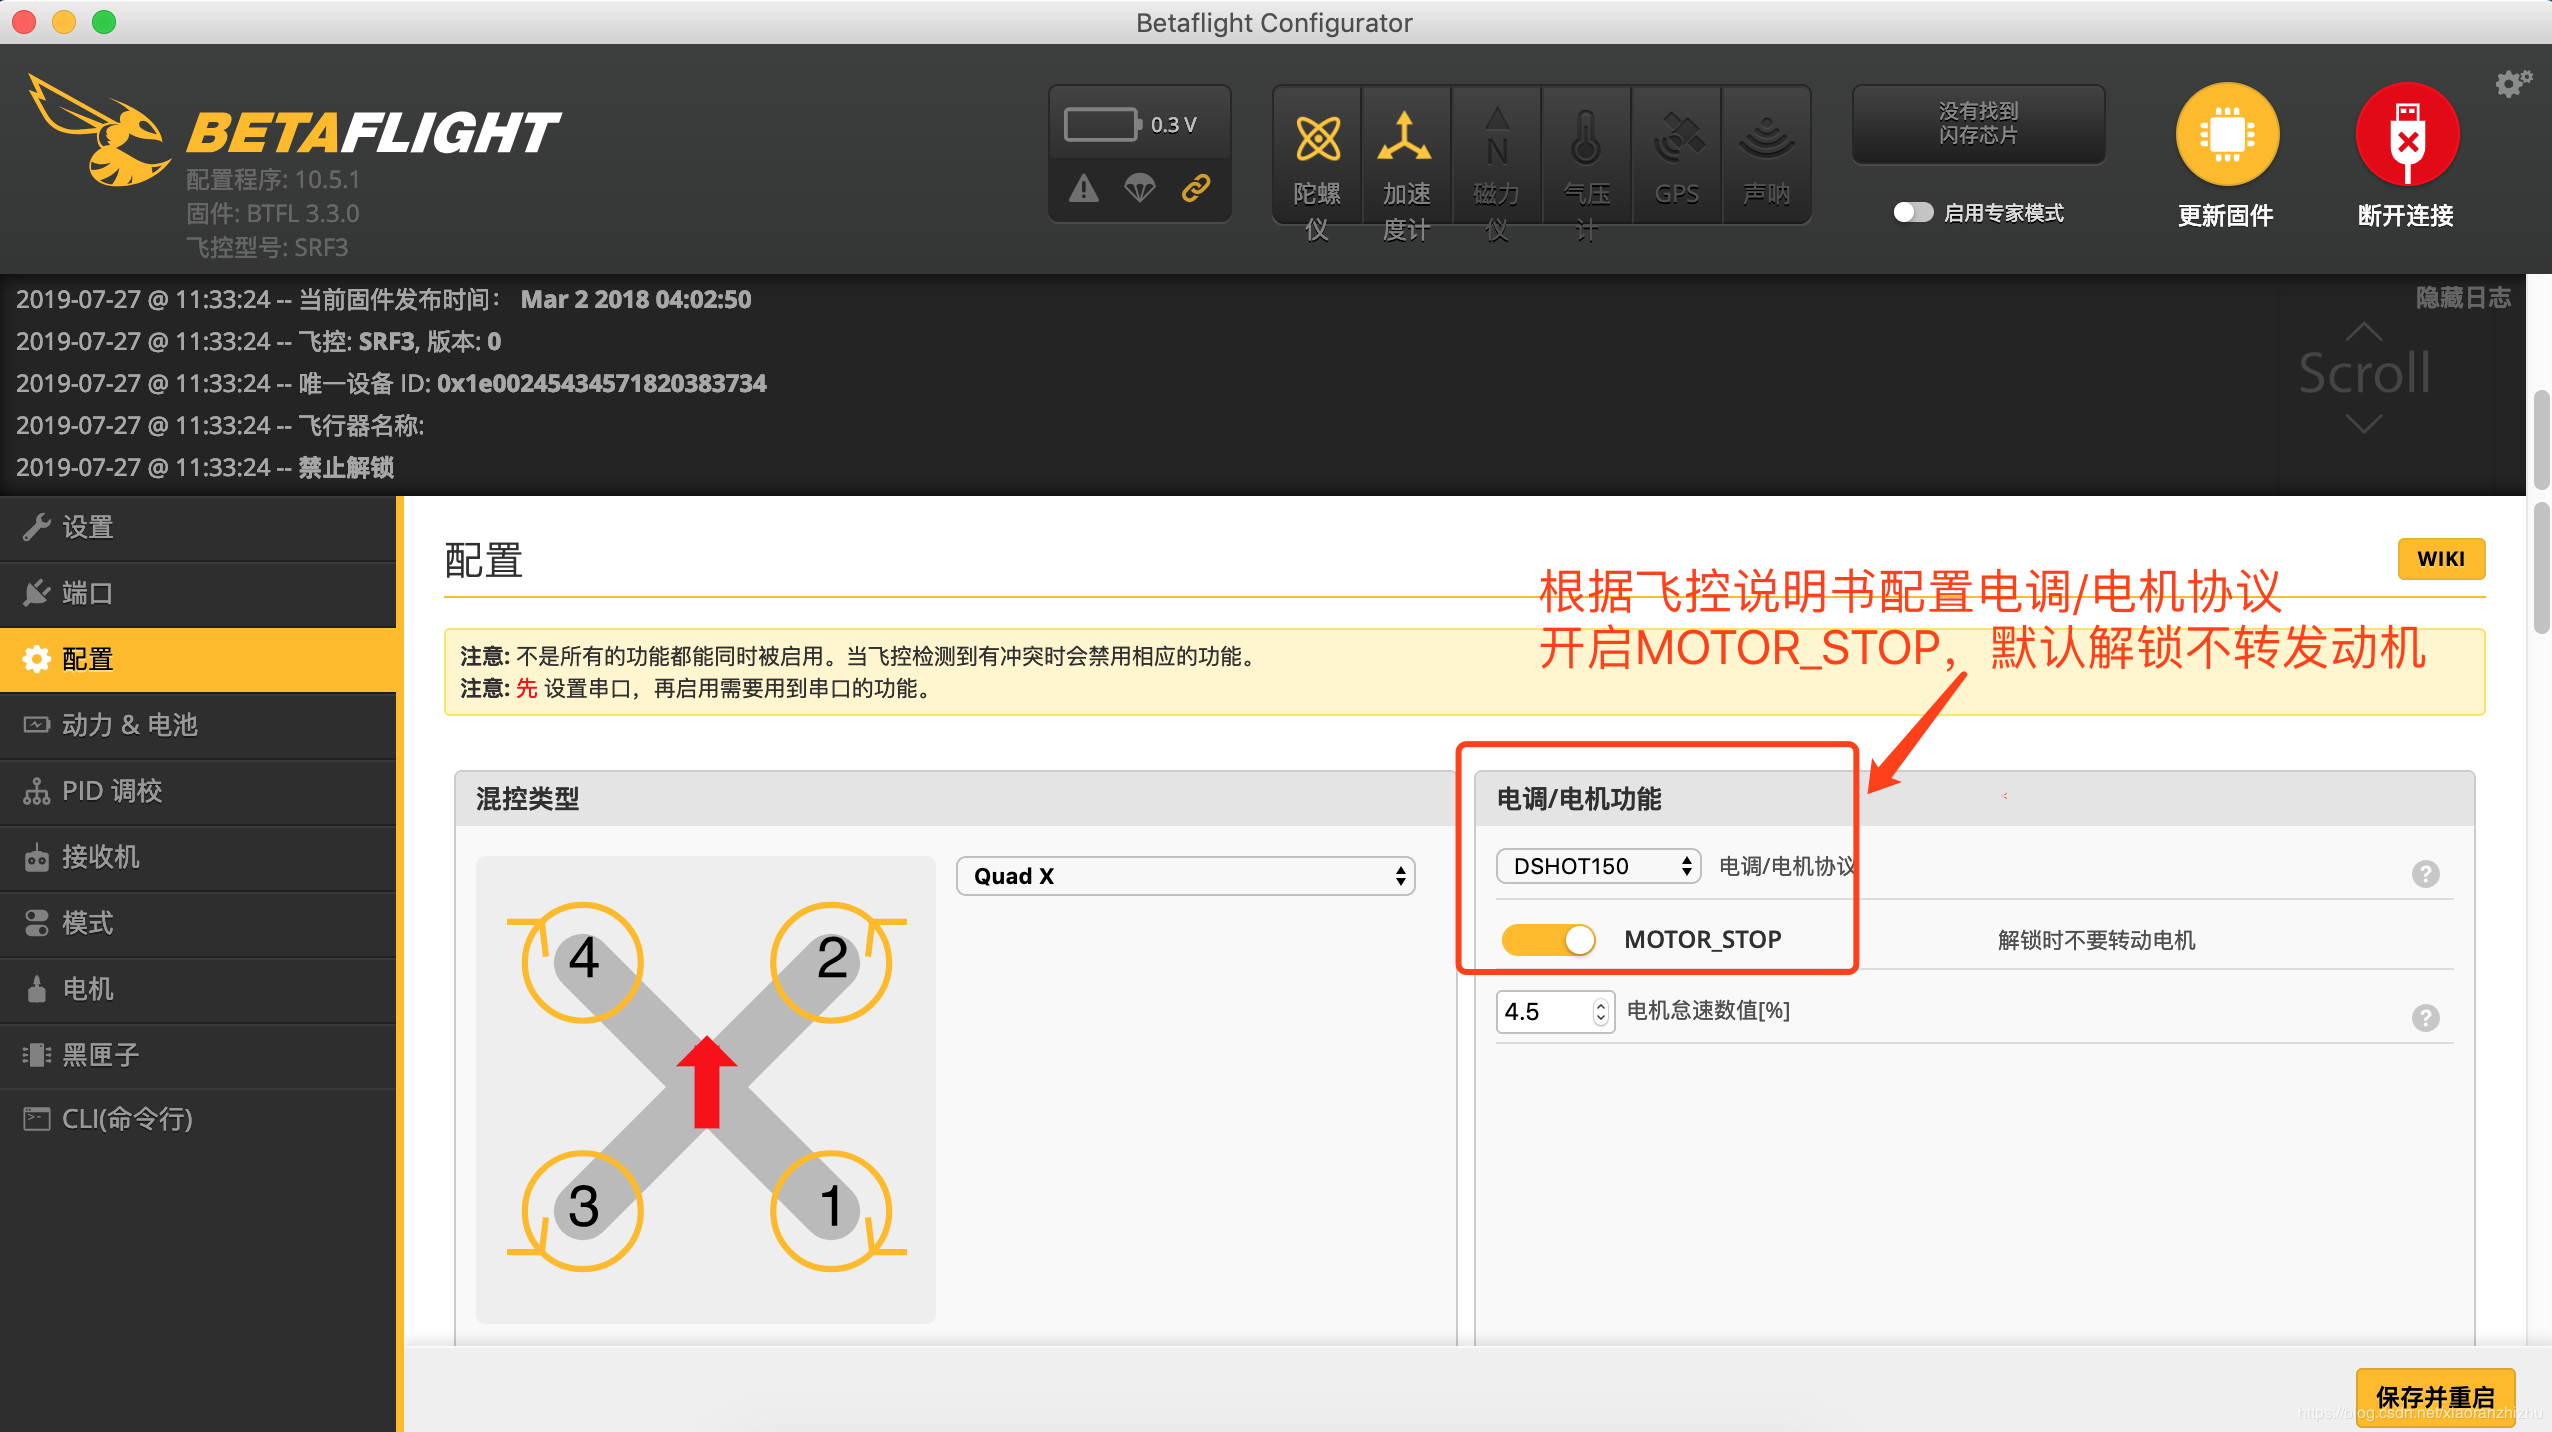 Betaflight Configurator
BETAFLIGHT
配置程序: 10.5.1
固件: BTFL 3.3.0
飞控型号: SRF3
0.3 V
陀螺仪
加速度计
N
磁力仪
气压计
GPS
声呐
没有找到
闪存芯片
启用专家模式
更新固件
断开连接
2019-07-27 @ 11:33:24 -- 当前固件发布时间： Mar 2 2018 04:02:50
2019-07-27 @ 11:33:24 -- 飞控: SRF3, 版本: 0
2019-07-27 @ 11:33:24 -- 唯一设备 ID: 0x1e00245434571820383734
2019-07-27 @ 11:33:24 -- 飞行器名称:
2019-07-27 @ 11:33:24 -- 禁止解锁
隐藏日志
Scroll
设置
端口
配置
动力 & 电池
PID 调校
接收机
模式
电机
黑匣子
CLI(命令行)
配置
WIKI
根据飞控说明书配置电调/电机协议
开启MOTOR_STOP，默认解锁不转发动机
注意: 不是所有的功能都能同时被启用。当飞控检测到有冲突时会禁用相应的功能。
注意: 先 设置串口，再启用需要用到串口的功能。
混控类型
Quad X
4
2
3
1
电调/电机功能
DSHOT150
电调/电机协议
?
MOTOR_STOP
解锁时不要转动电机
4.5
电机怠速数值[%]
?
保存并重启
https://blog.csdn.net/xiaoranzhizhu